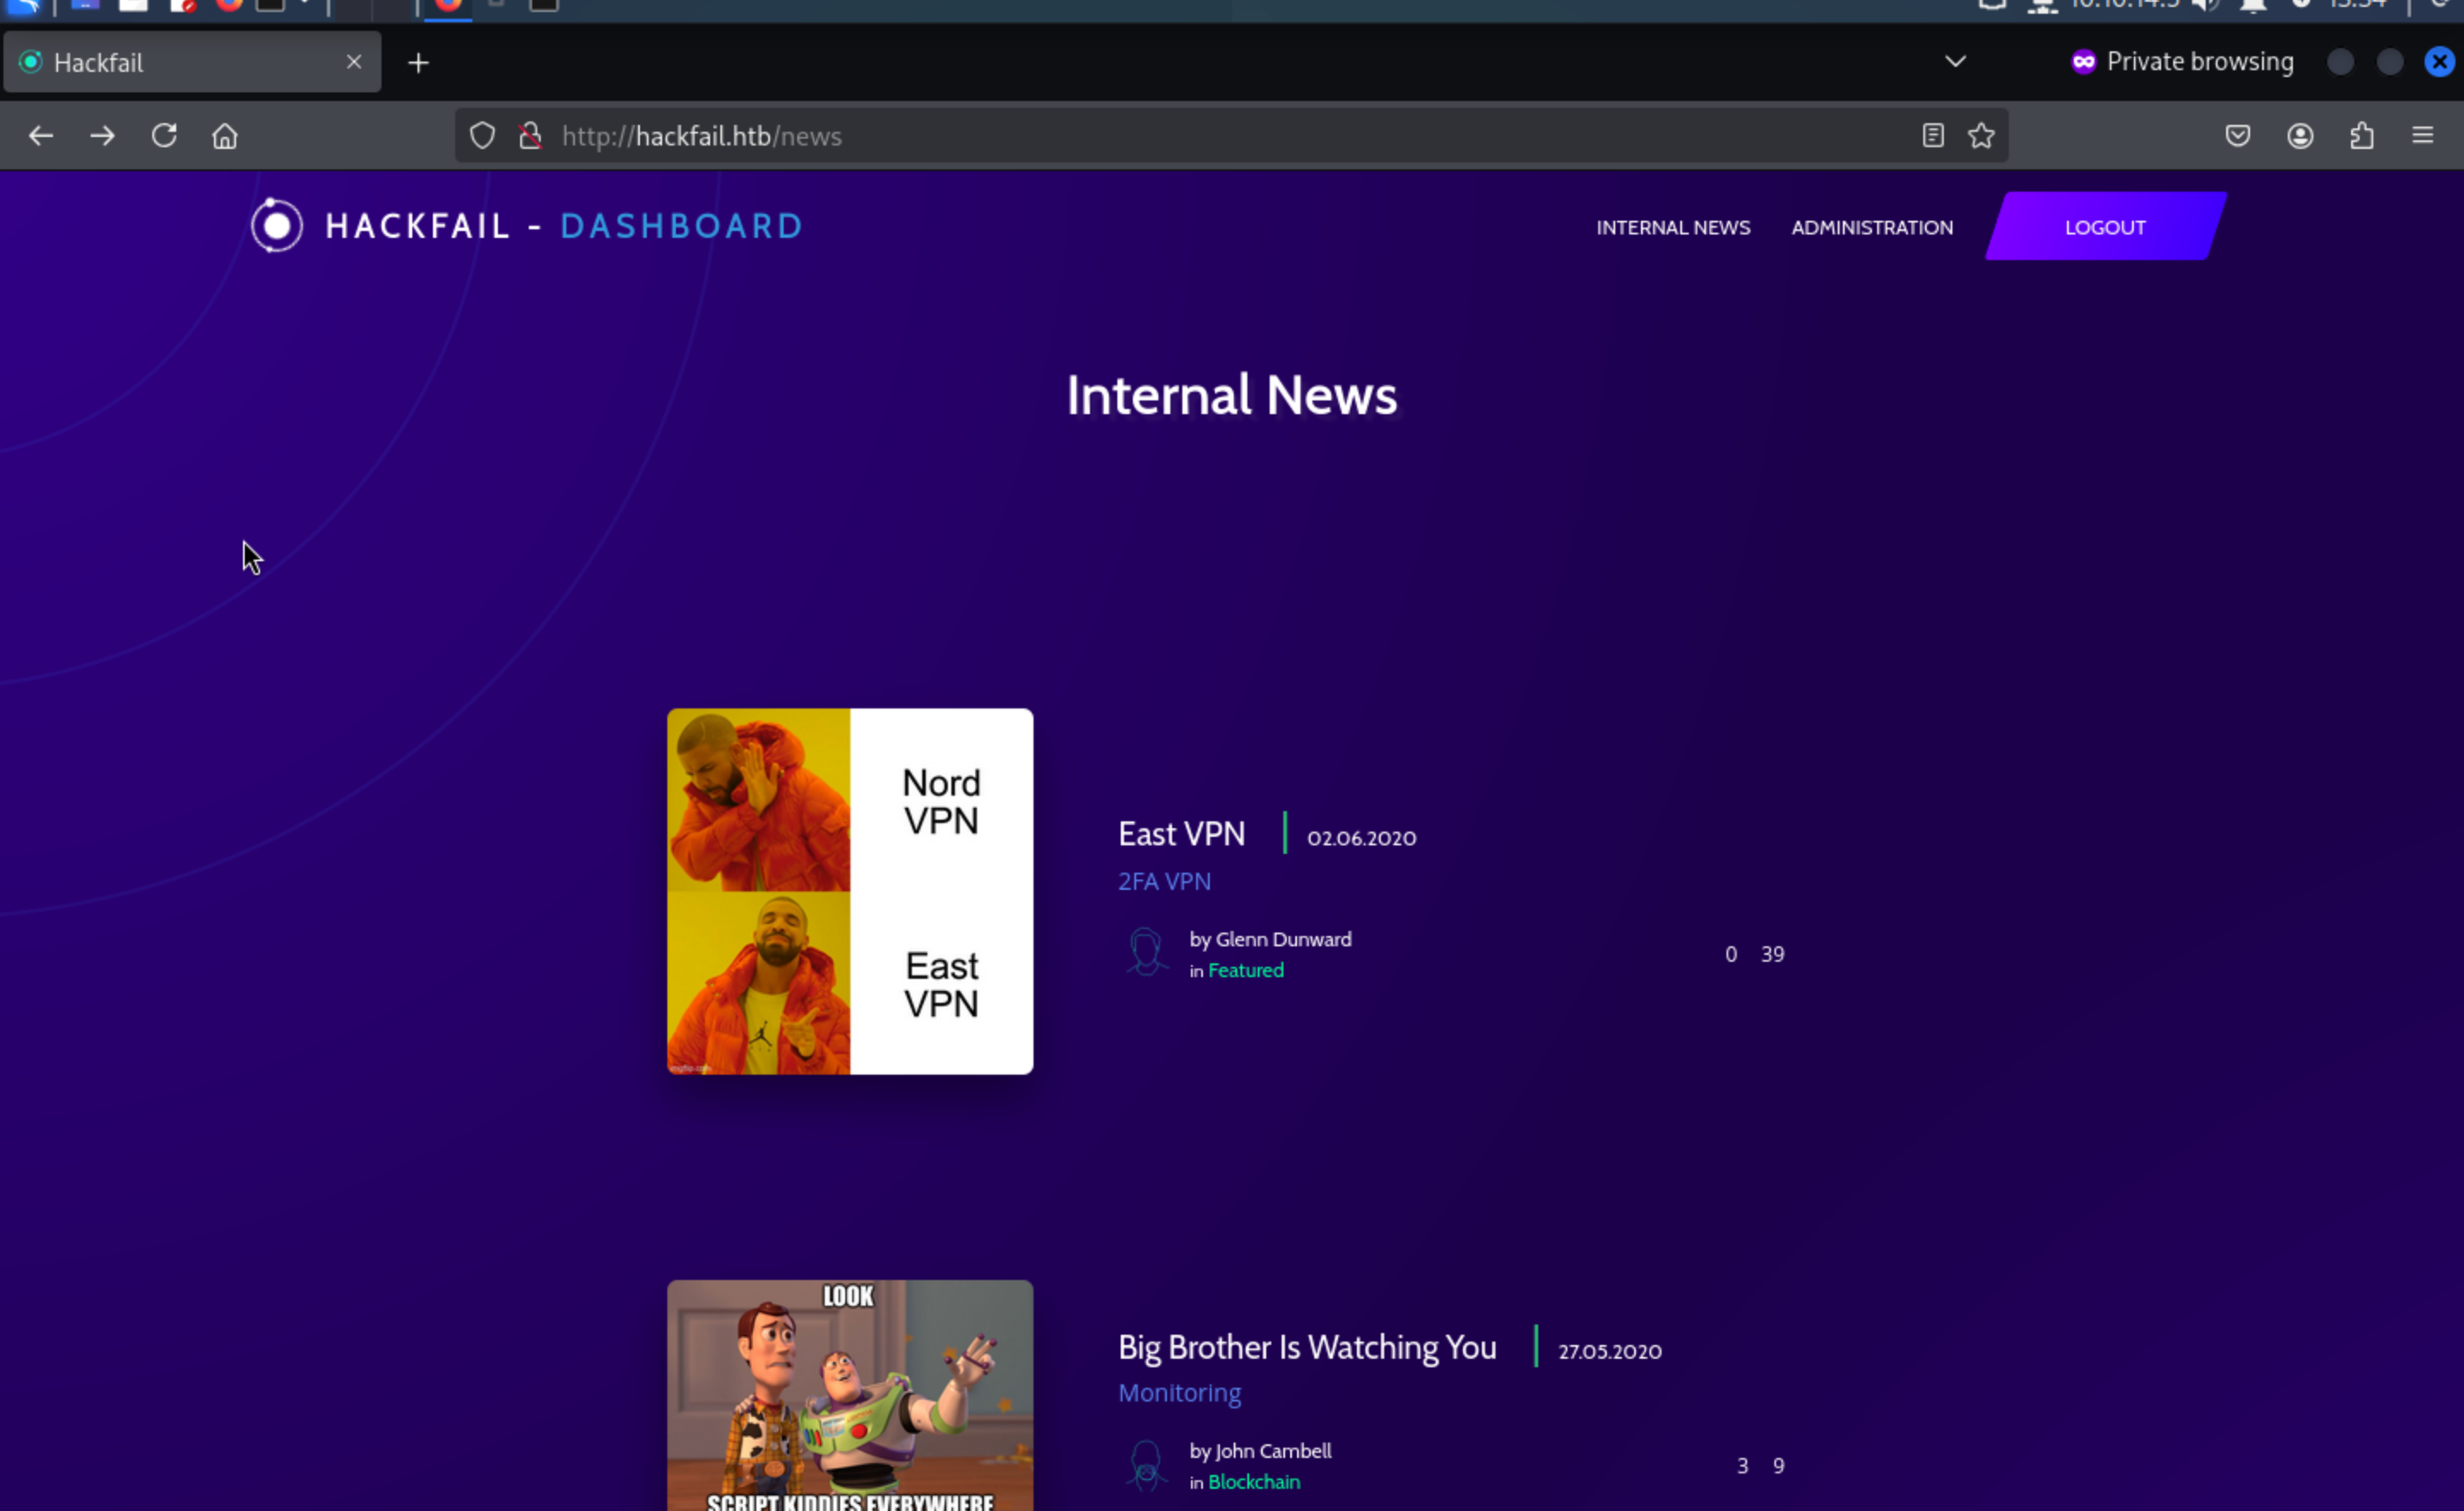 Hackfail
Private browsing
http://hackfail.htb/news
HACKFAIL - DASHBOARD
INTERNAL NEWS
ADMINISTRATION
LOGOUT
Internal News
Nord
VPN
East
VPN
East VPN
02.06.2020
2FA VPN
by Glenn Dunward
in Featured
0 39
LOOK
SCRIPT KIDDIES EVERYWHERE
Big Brother Is Watching You
27.05.2020
Monitoring
by John Cambell
in Blockchain
3 9